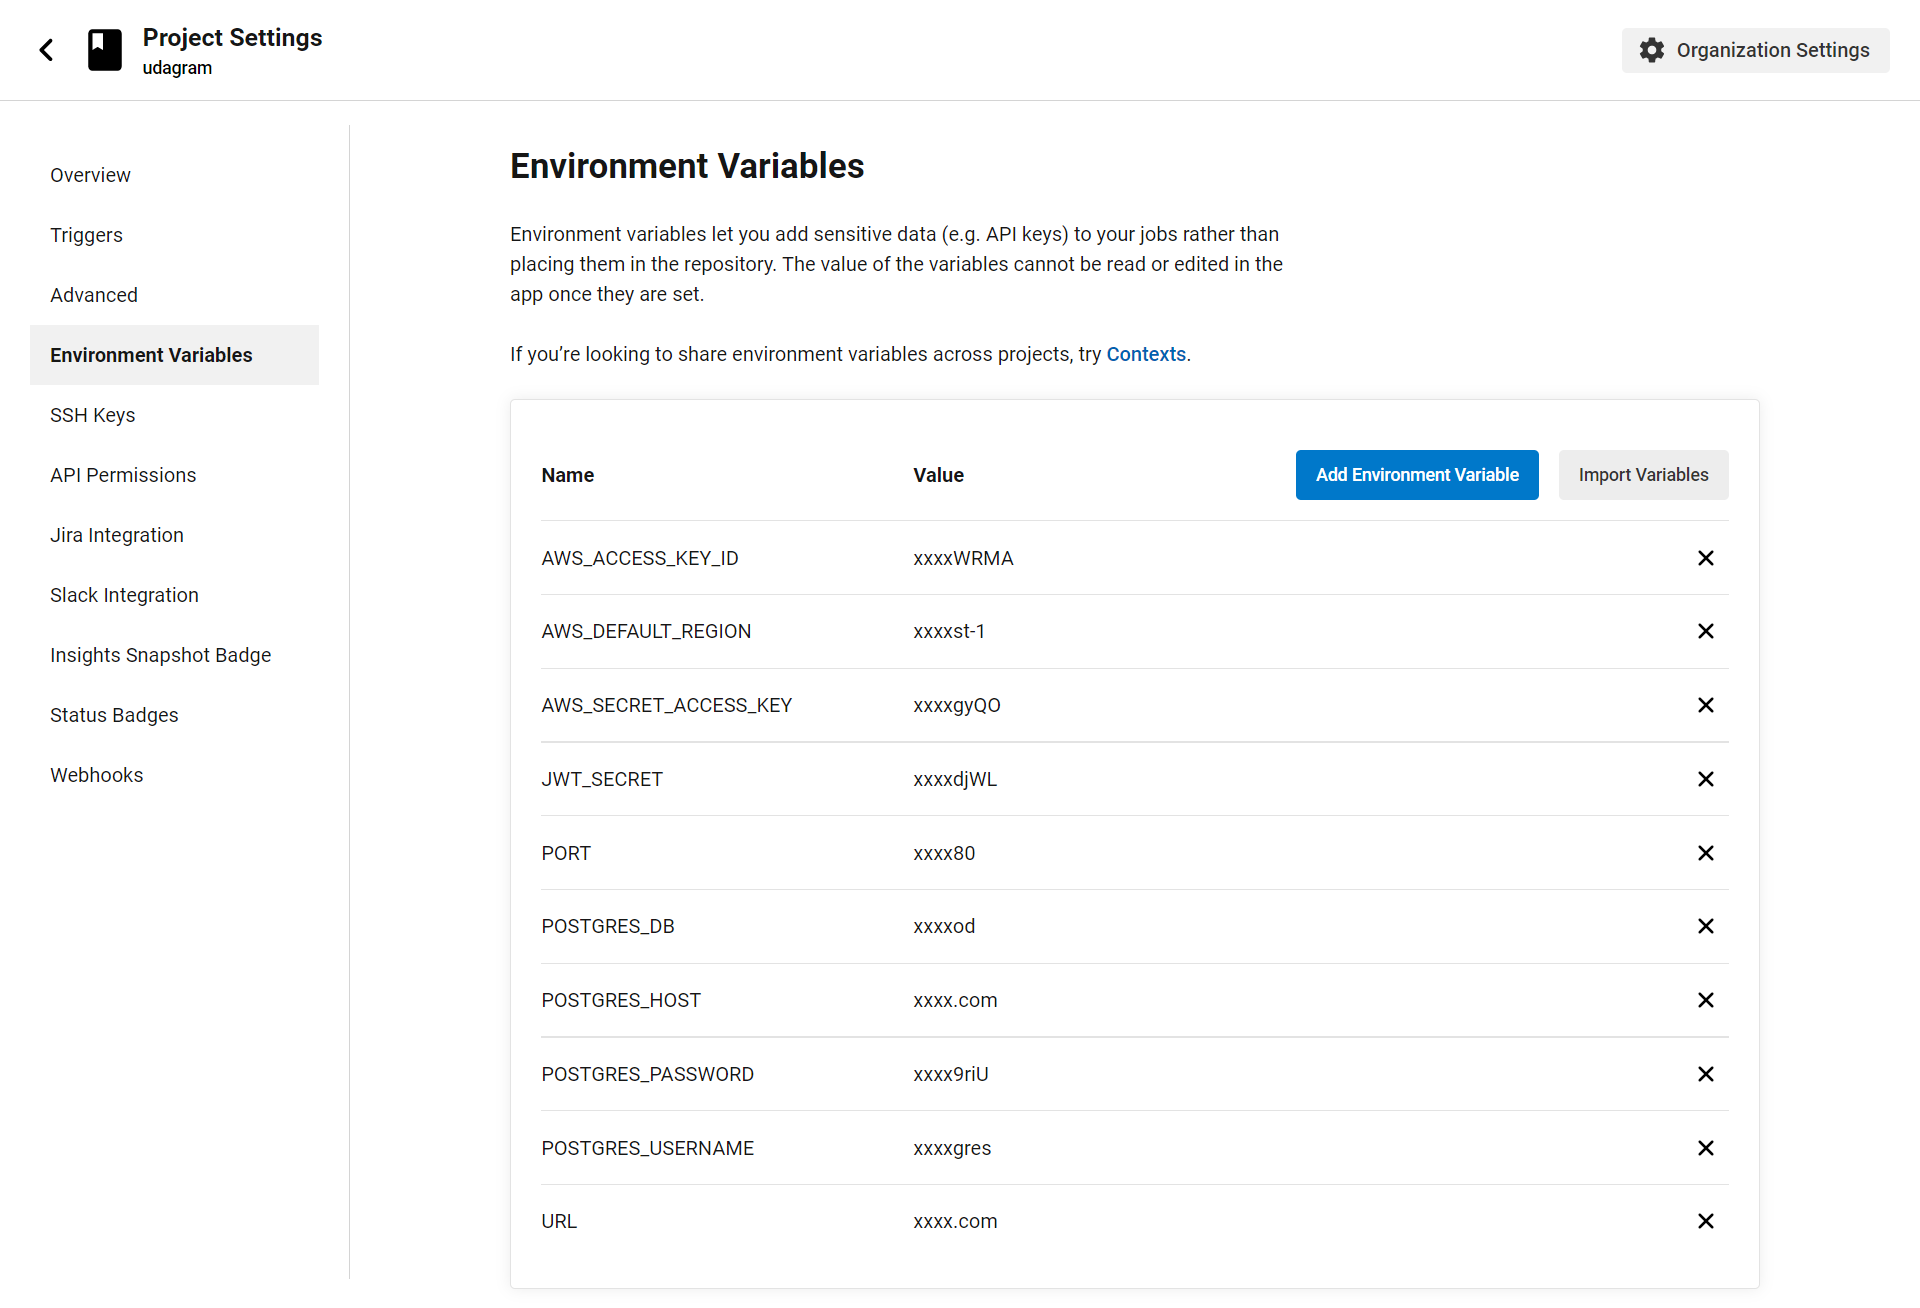 Project Settings
udagram
Organization Settings
Overview
Triggers
Advanced
Environment Variables
SSH Keys
API Permissions
Jira Integration
Slack Integration
Insights Snapshot Badge
Status Badges
Webhooks
Environment Variables
Environment variables let you add sensitive data (e.g. API keys) to your jobs rather than
placing them in the repository. The value of the variables cannot be read or edited in the
app once they are set.
If you’re looking to share environment variables across projects, try Contexts.
Name Value Add Environment Variable Import Variables
AWS_ACCESS_KEY_ID xxxxWRMA
AWS_DEFAULT_REGION xxxxst-1
AWS_SECRET_ACCESS_KEY xxxxgyQO
JWT_SECRET xxxxdjWL
PORT xxxx80
POSTGRES_DB xxxxod
POSTGRES_HOST xxxx.com
POSTGRES_PASSWORD xxxx9riU
POSTGRES_USERNAME xxxxgres
URL xxxx.com